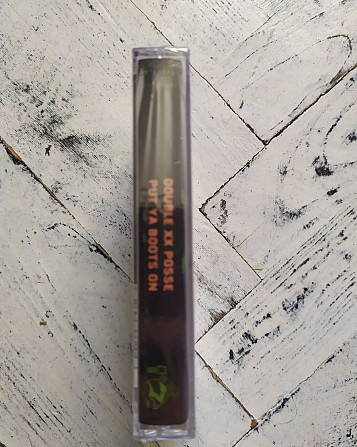 DOUBLE XX POSSE
PUT YA BOOTS ON